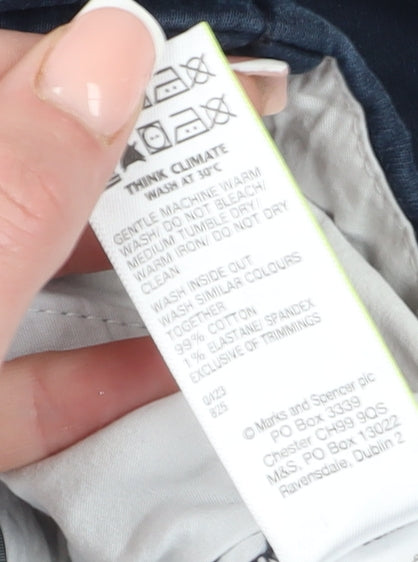 THINK CLIMATE
WASH AT 30°C
GENTLE MACHINE WARM
WASH/ DO NOT BLEACH/
MEDIUM TUMBLE DRY/
WARM IRON/ DO NOT DRY
CLEAN
WASH INSIDE OUT
WASH SIMILAR COLOURS
TOGETHER
99% COTTON
1% ELASTANE/ SPANDEX
EXCLUSIVE OF TRIMMINGS
0423
825
© Marks and Spencer plc
PO Box 3339
Chester CH99 9QS
M&S, PO Box 13022
Ravensdale, Dublin 2